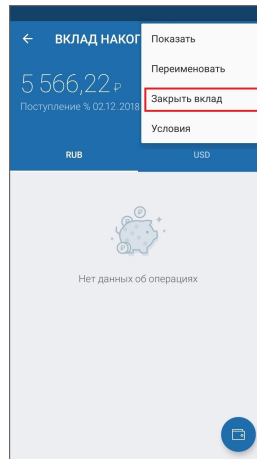 ВКЛАД НАКОГ
Показать
Переименовать
5 566,22 ₽
Закрыть вклад
Поступление % 02.12.2018
Условия
RUB
USD
Нет данных об операциях